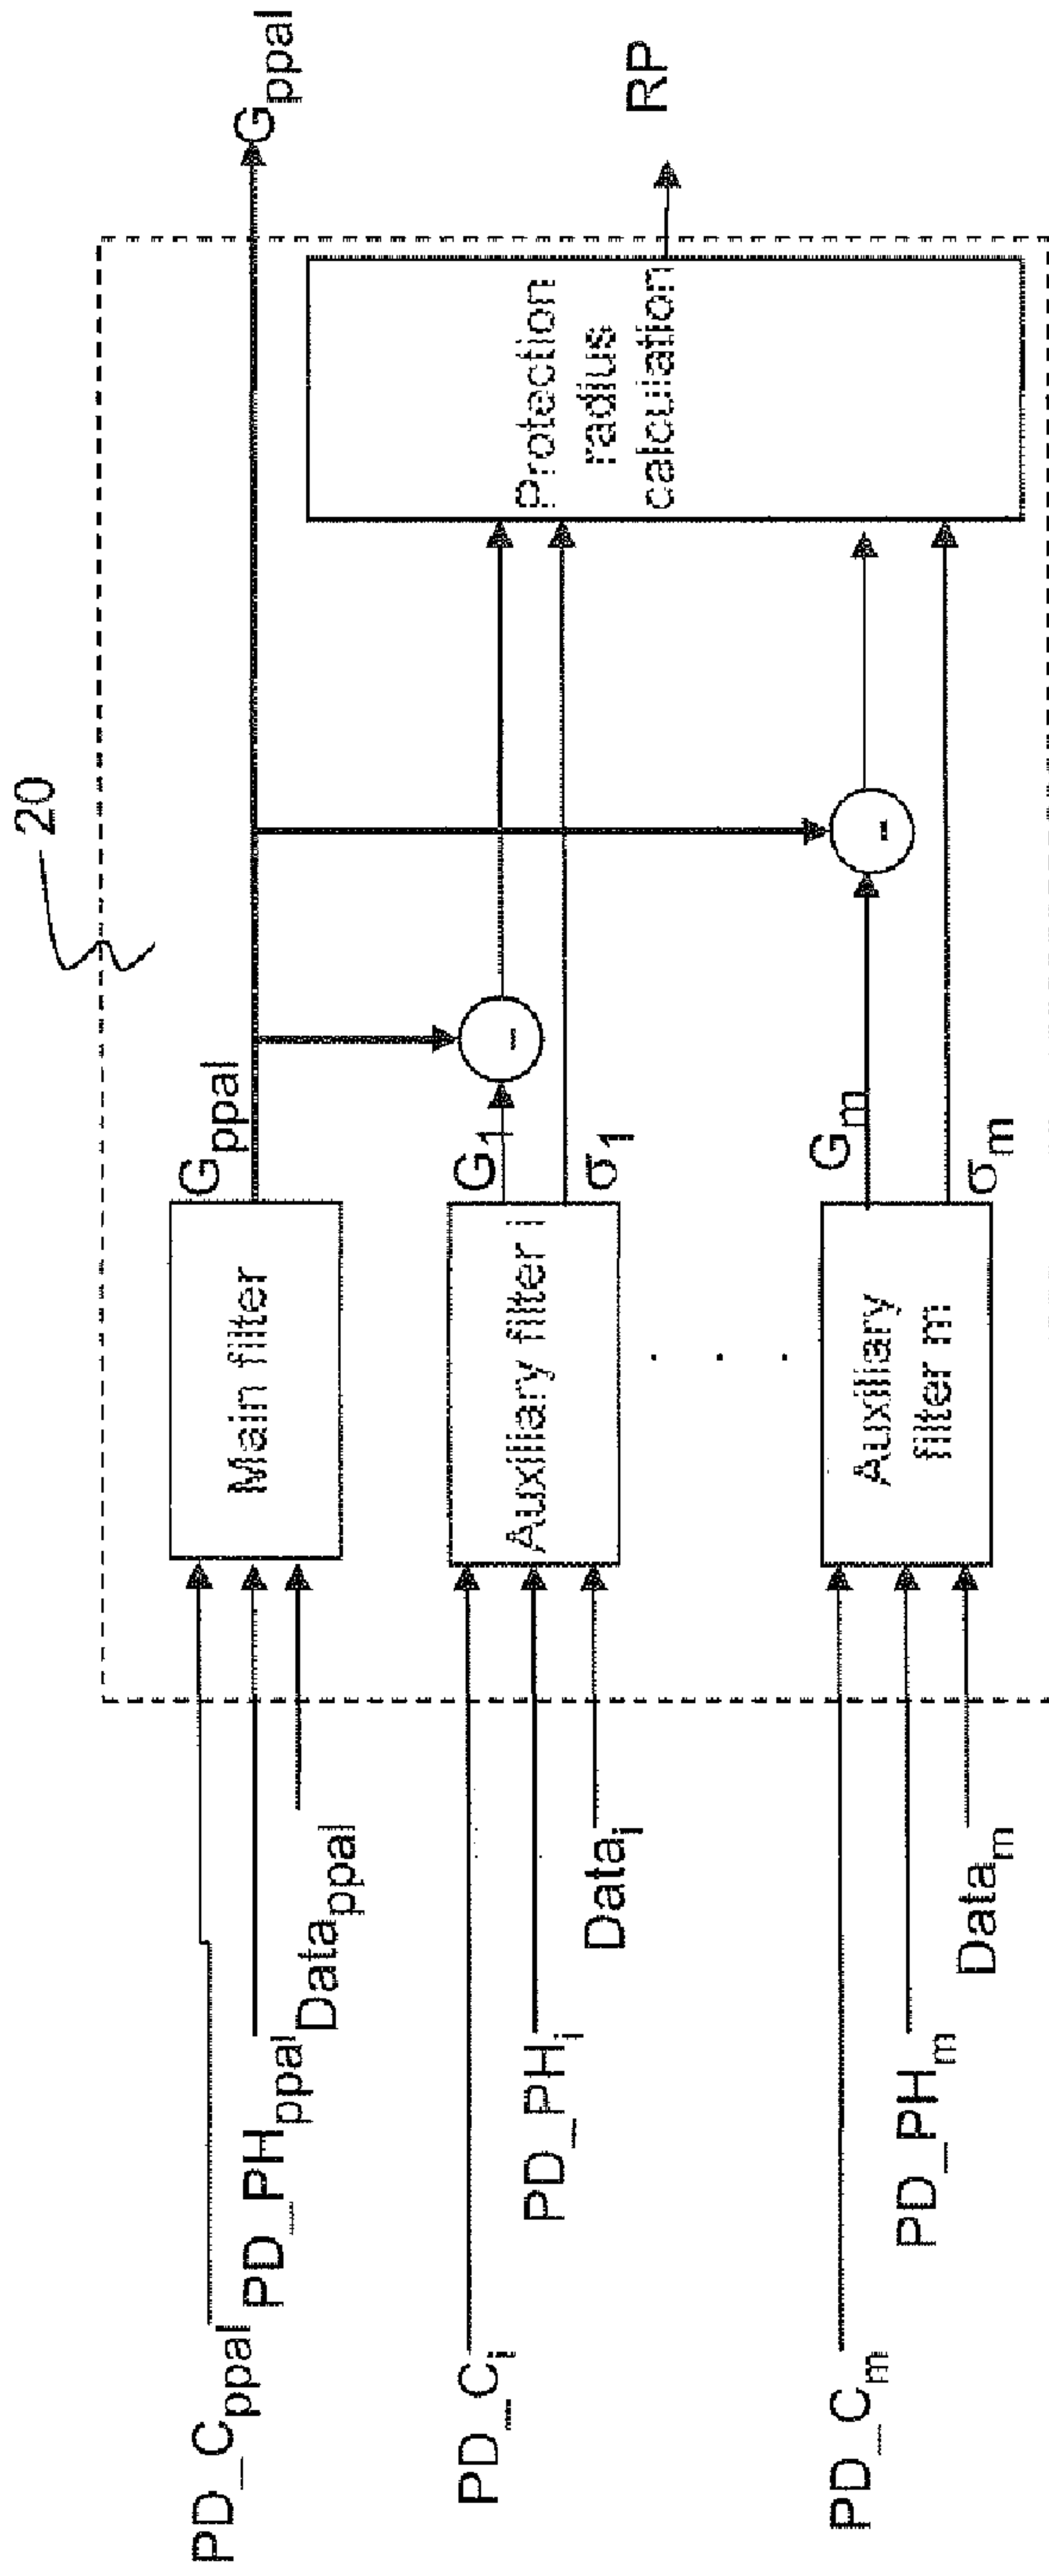 20
PD_C_ppal
PD_PH_ppal
Data_ppal
Main filter
G_ppal
G_ppal
PD_C_i
PD_PH_i
Data_i
Auxiliary filter i
G_1
σ_1
-
. . .
PD_C_m
PD_PH_m
Data_m
Auxiliary
filter m
G_m
σ_m
-
Protection
radius
calculation
RP